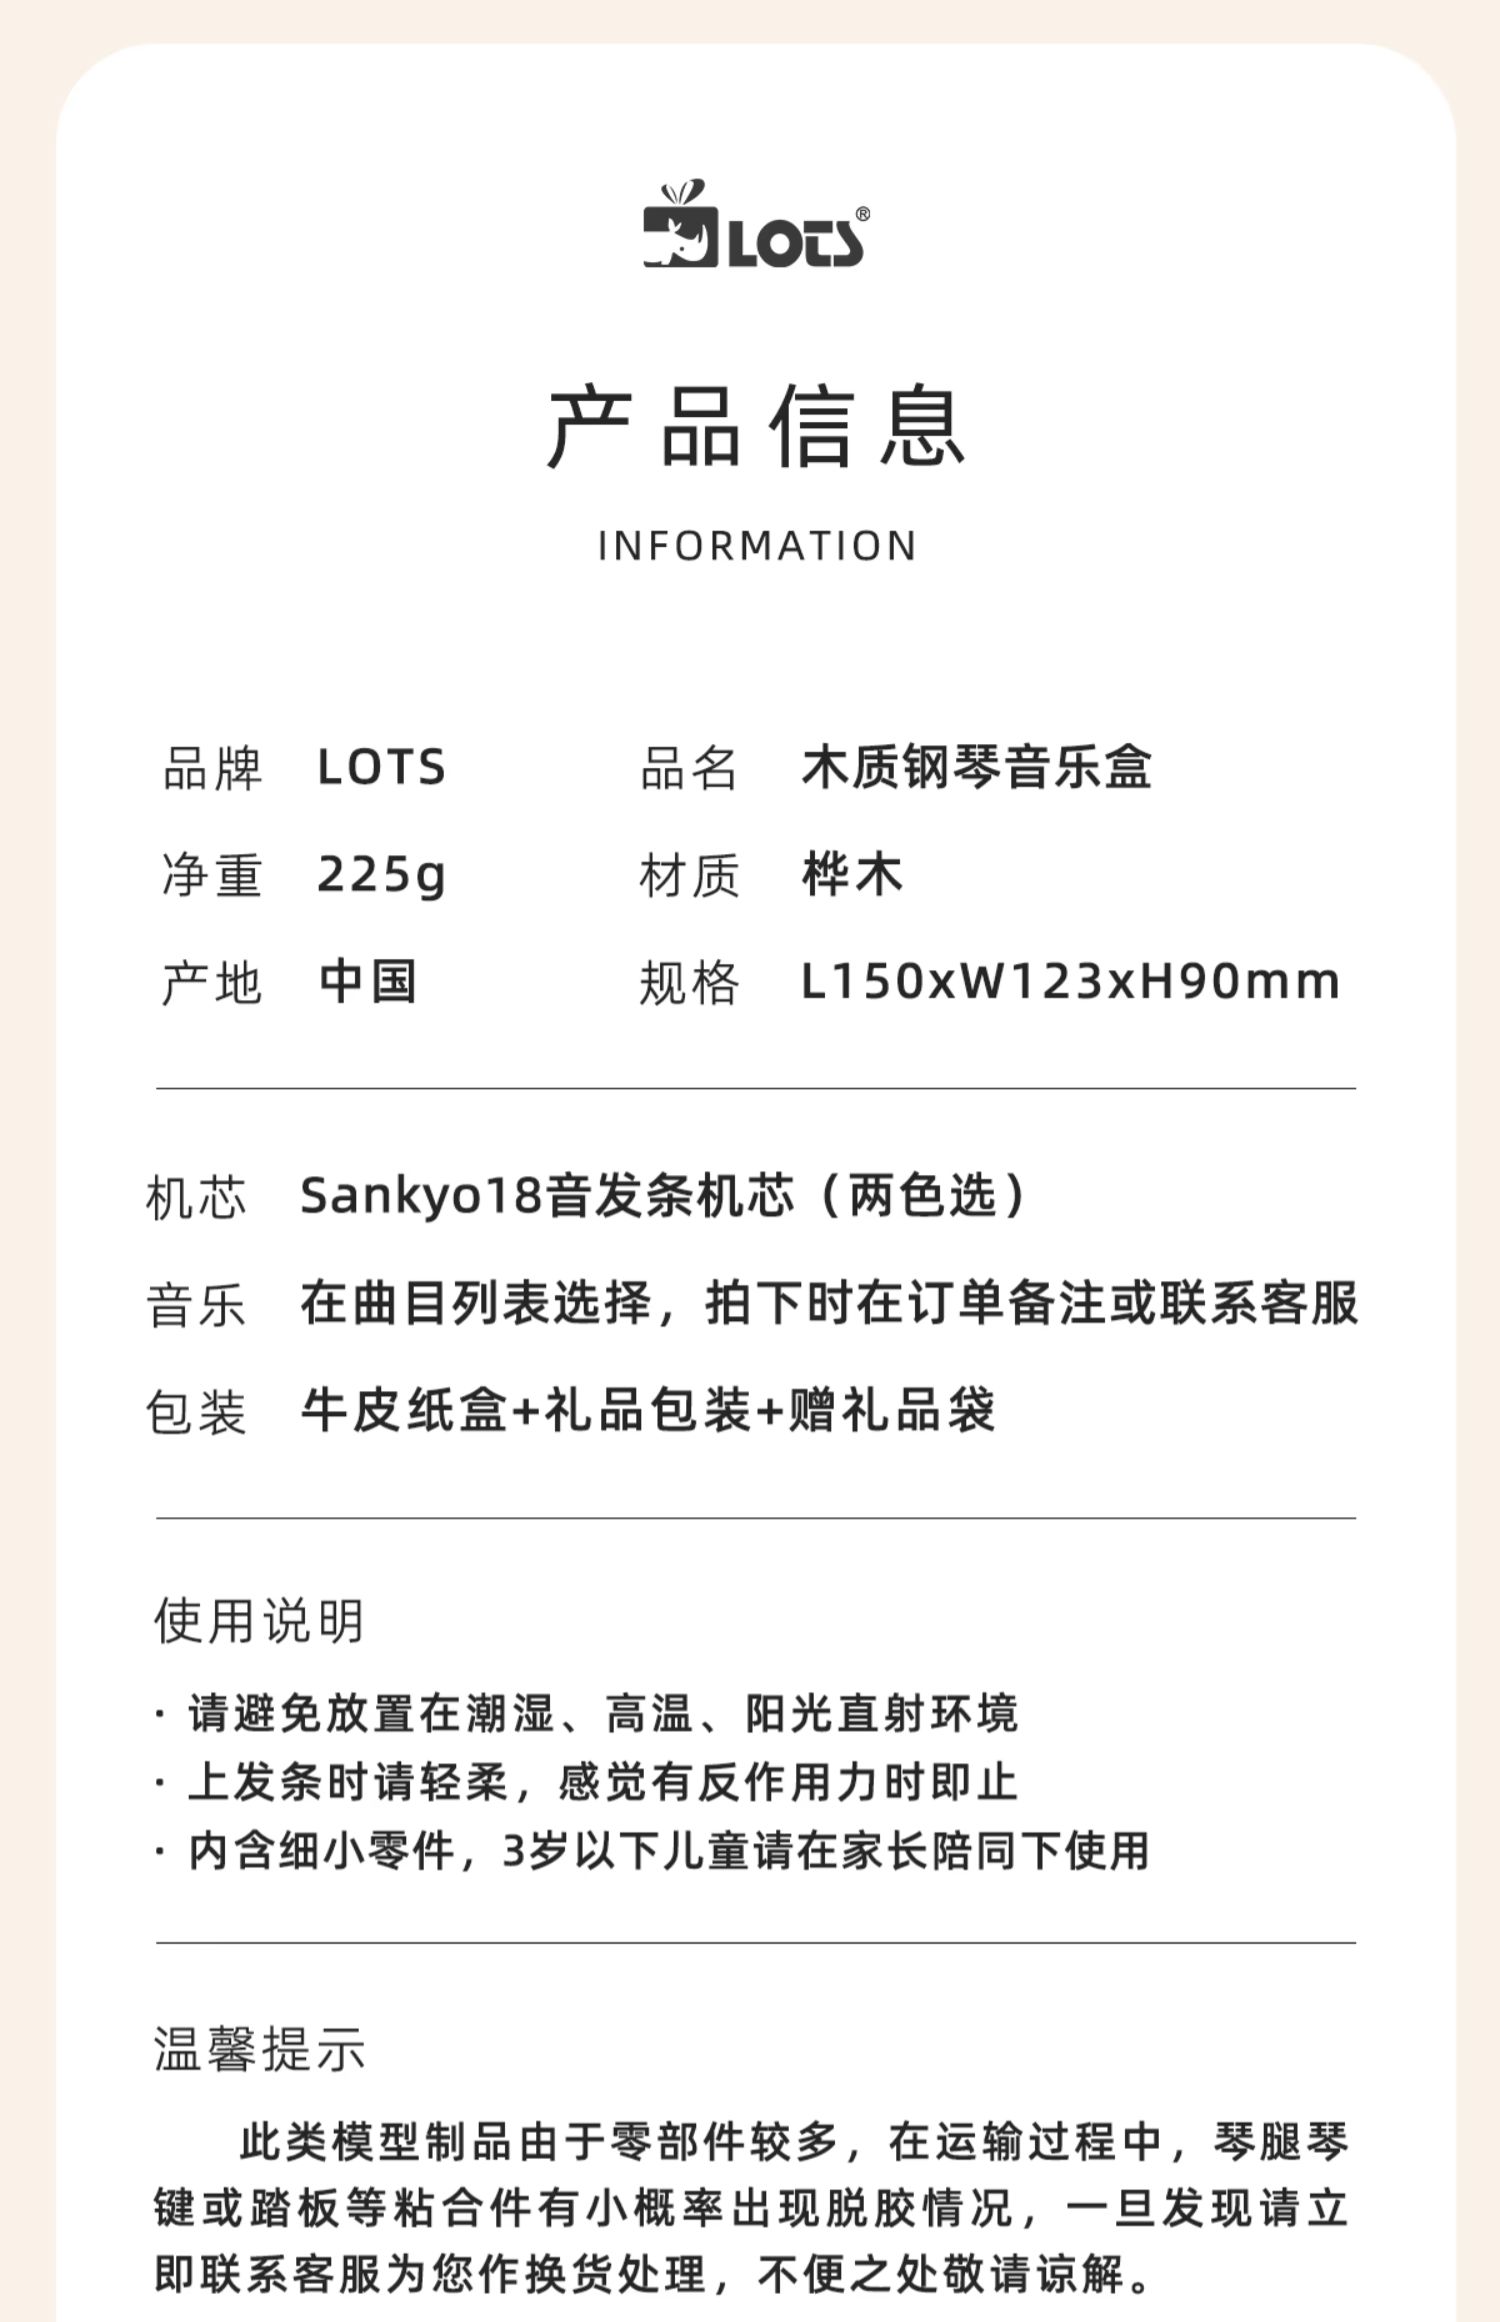 LOTS®
产品信息
INFORMATION
品牌 LOTS 品名 木质钢琴音乐盒
净重 225g 材质 桦木
产地 中国 规格 L150xW123xH90mm
机芯 Sankyo18音发条机芯（两色选）
音乐 在曲目列表选择，拍下时在订单备注或联系客服
包装 牛皮纸盒+礼品包装+赠礼品袋
使用说明
· 请避免放置在潮湿、高温、阳光直射环境
· 上发条时请轻柔，感觉有反作用力时即止
· 内含细小零件，3岁以下儿童请在家长陪同下使用
温馨提示
此类模型制品由于零部件较多，在运输过程中，琴腿琴
键或踏板等粘合件有小概率出现脱胶情况，一旦发现请立
即联系客服为您作换货处理，不便之处敬请谅解。